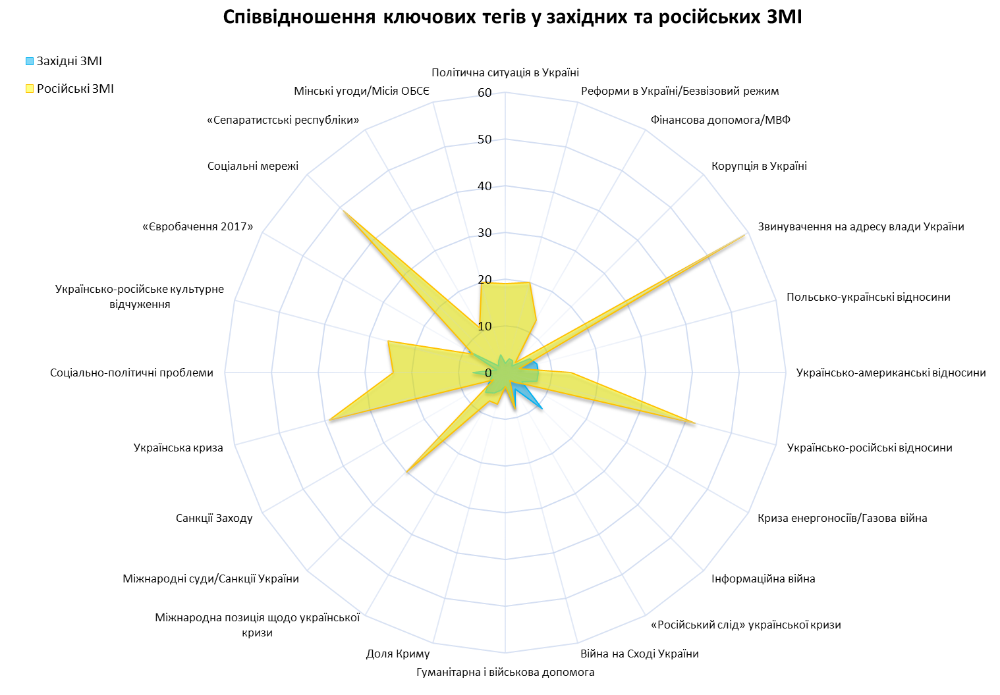 Співвідношення ключових тегів у західних та російських ЗМІ
Західні ЗМІ
Російські ЗМІ
Політична ситуація в Україні
Реформи в Україні/Безвізовий режим
Фінансова допомога/МВФ
Корупція в Україні
Звинувачення на адресу влади України
Польсько-українські відносини
Українсько-американські відносини
Українсько-російські відносини
Криза енергоносіїв/Газова війна
Інформаційна війна
«Російський слід» української кризи
Війна на Сході України
Гуманітарна і військова допомога
Доля Криму
Міжнародна позиція щодо української
кризи
Міжнародні суди/Санкції України
Санкції Заходу
Українська криза
Соціально-політичні проблеми
Українсько-російське культурне
відчуження
«Євробачення 2017»
Соціальні мережі
«Сепаратистські республіки»
Мінські угоди/Місія ОБСЄ
60
50
40
30
20
10
0